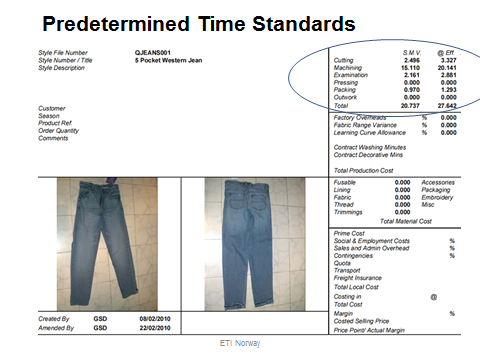 Predetermined Time Standards
Style File Number QJEANS001
Style Number / Title 5 Pocket Western Jean
Style Description
Customer
Season
Product Ref.
Order Quantity
Comments
S.M.V. @ Eff.
Cutting 2.496 3.327
Machining 15.110 20.141
Examination 2.161 2.881
Pressing 0.000 0.000
Packing 0.970 1.293
Outwork 0.000 0.000
Total 20.737 27.642
Factory Overheads % 0.000
Fabric Range Variance % 0.000
Learning Curve Allowance % 0.000
Contract Washing Minutes
Contract Decorative Mins
Total Production Cost
Fusable 0.000 Accessories
Lining 0.000 Packaging
Fabric 0.000 Embroidery
Thread 0.000 Misc
Trimmings 0.000
Total Material Cost
Prime Cost
Social & Employment Costs %
Sales and Admin Overhead %
Contingencies %
Quota
Transport
Freight Insurance
Total Local Cost
Costing in @
Total Cost
Margin %
Costed Selling Price
Price Point/ Actual Margin
Created By GSD 08/02/2010
Amended By GSD 22/02/2010
ETI Norway